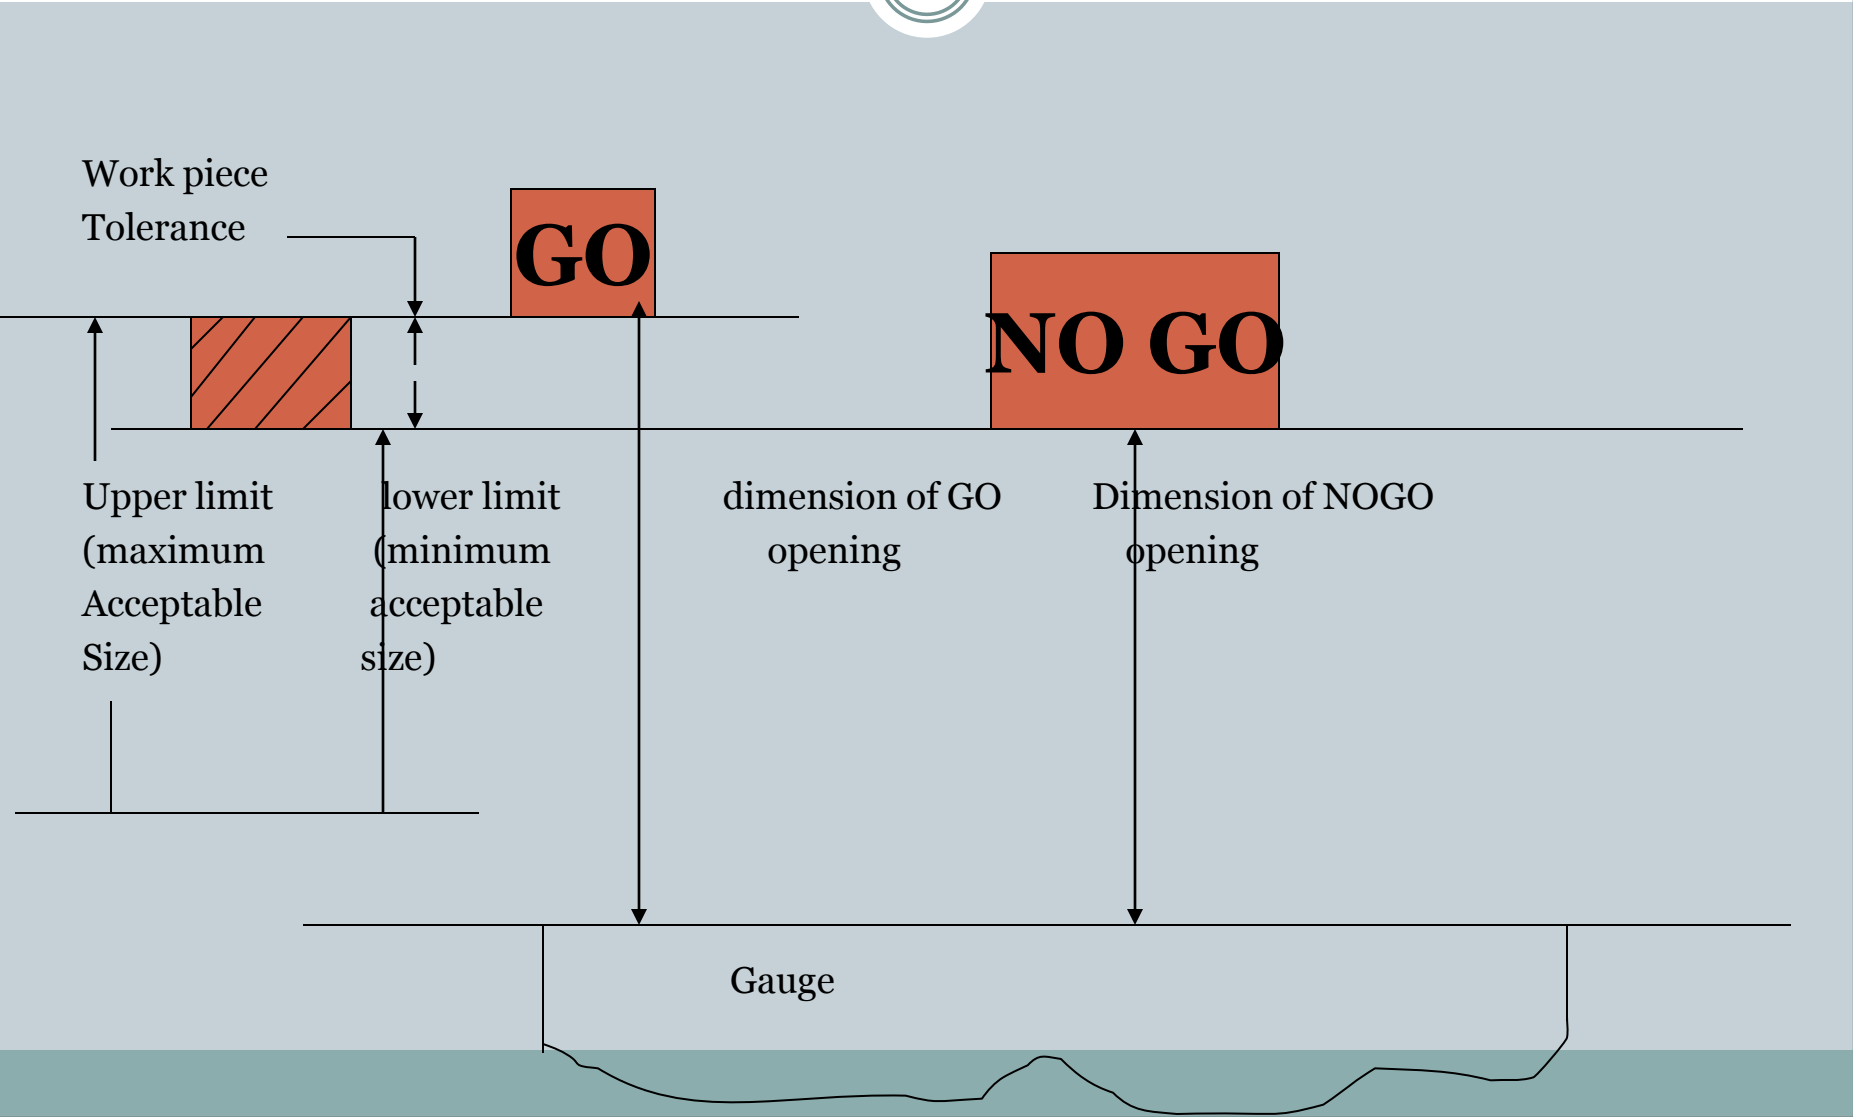 Work piece
Tolerance
GO
NO GO
Upper limit lower limit dimension of GO Dimension of NOGO
(maximum (minimum opening opening
Acceptable acceptable
Size) size)
Gauge